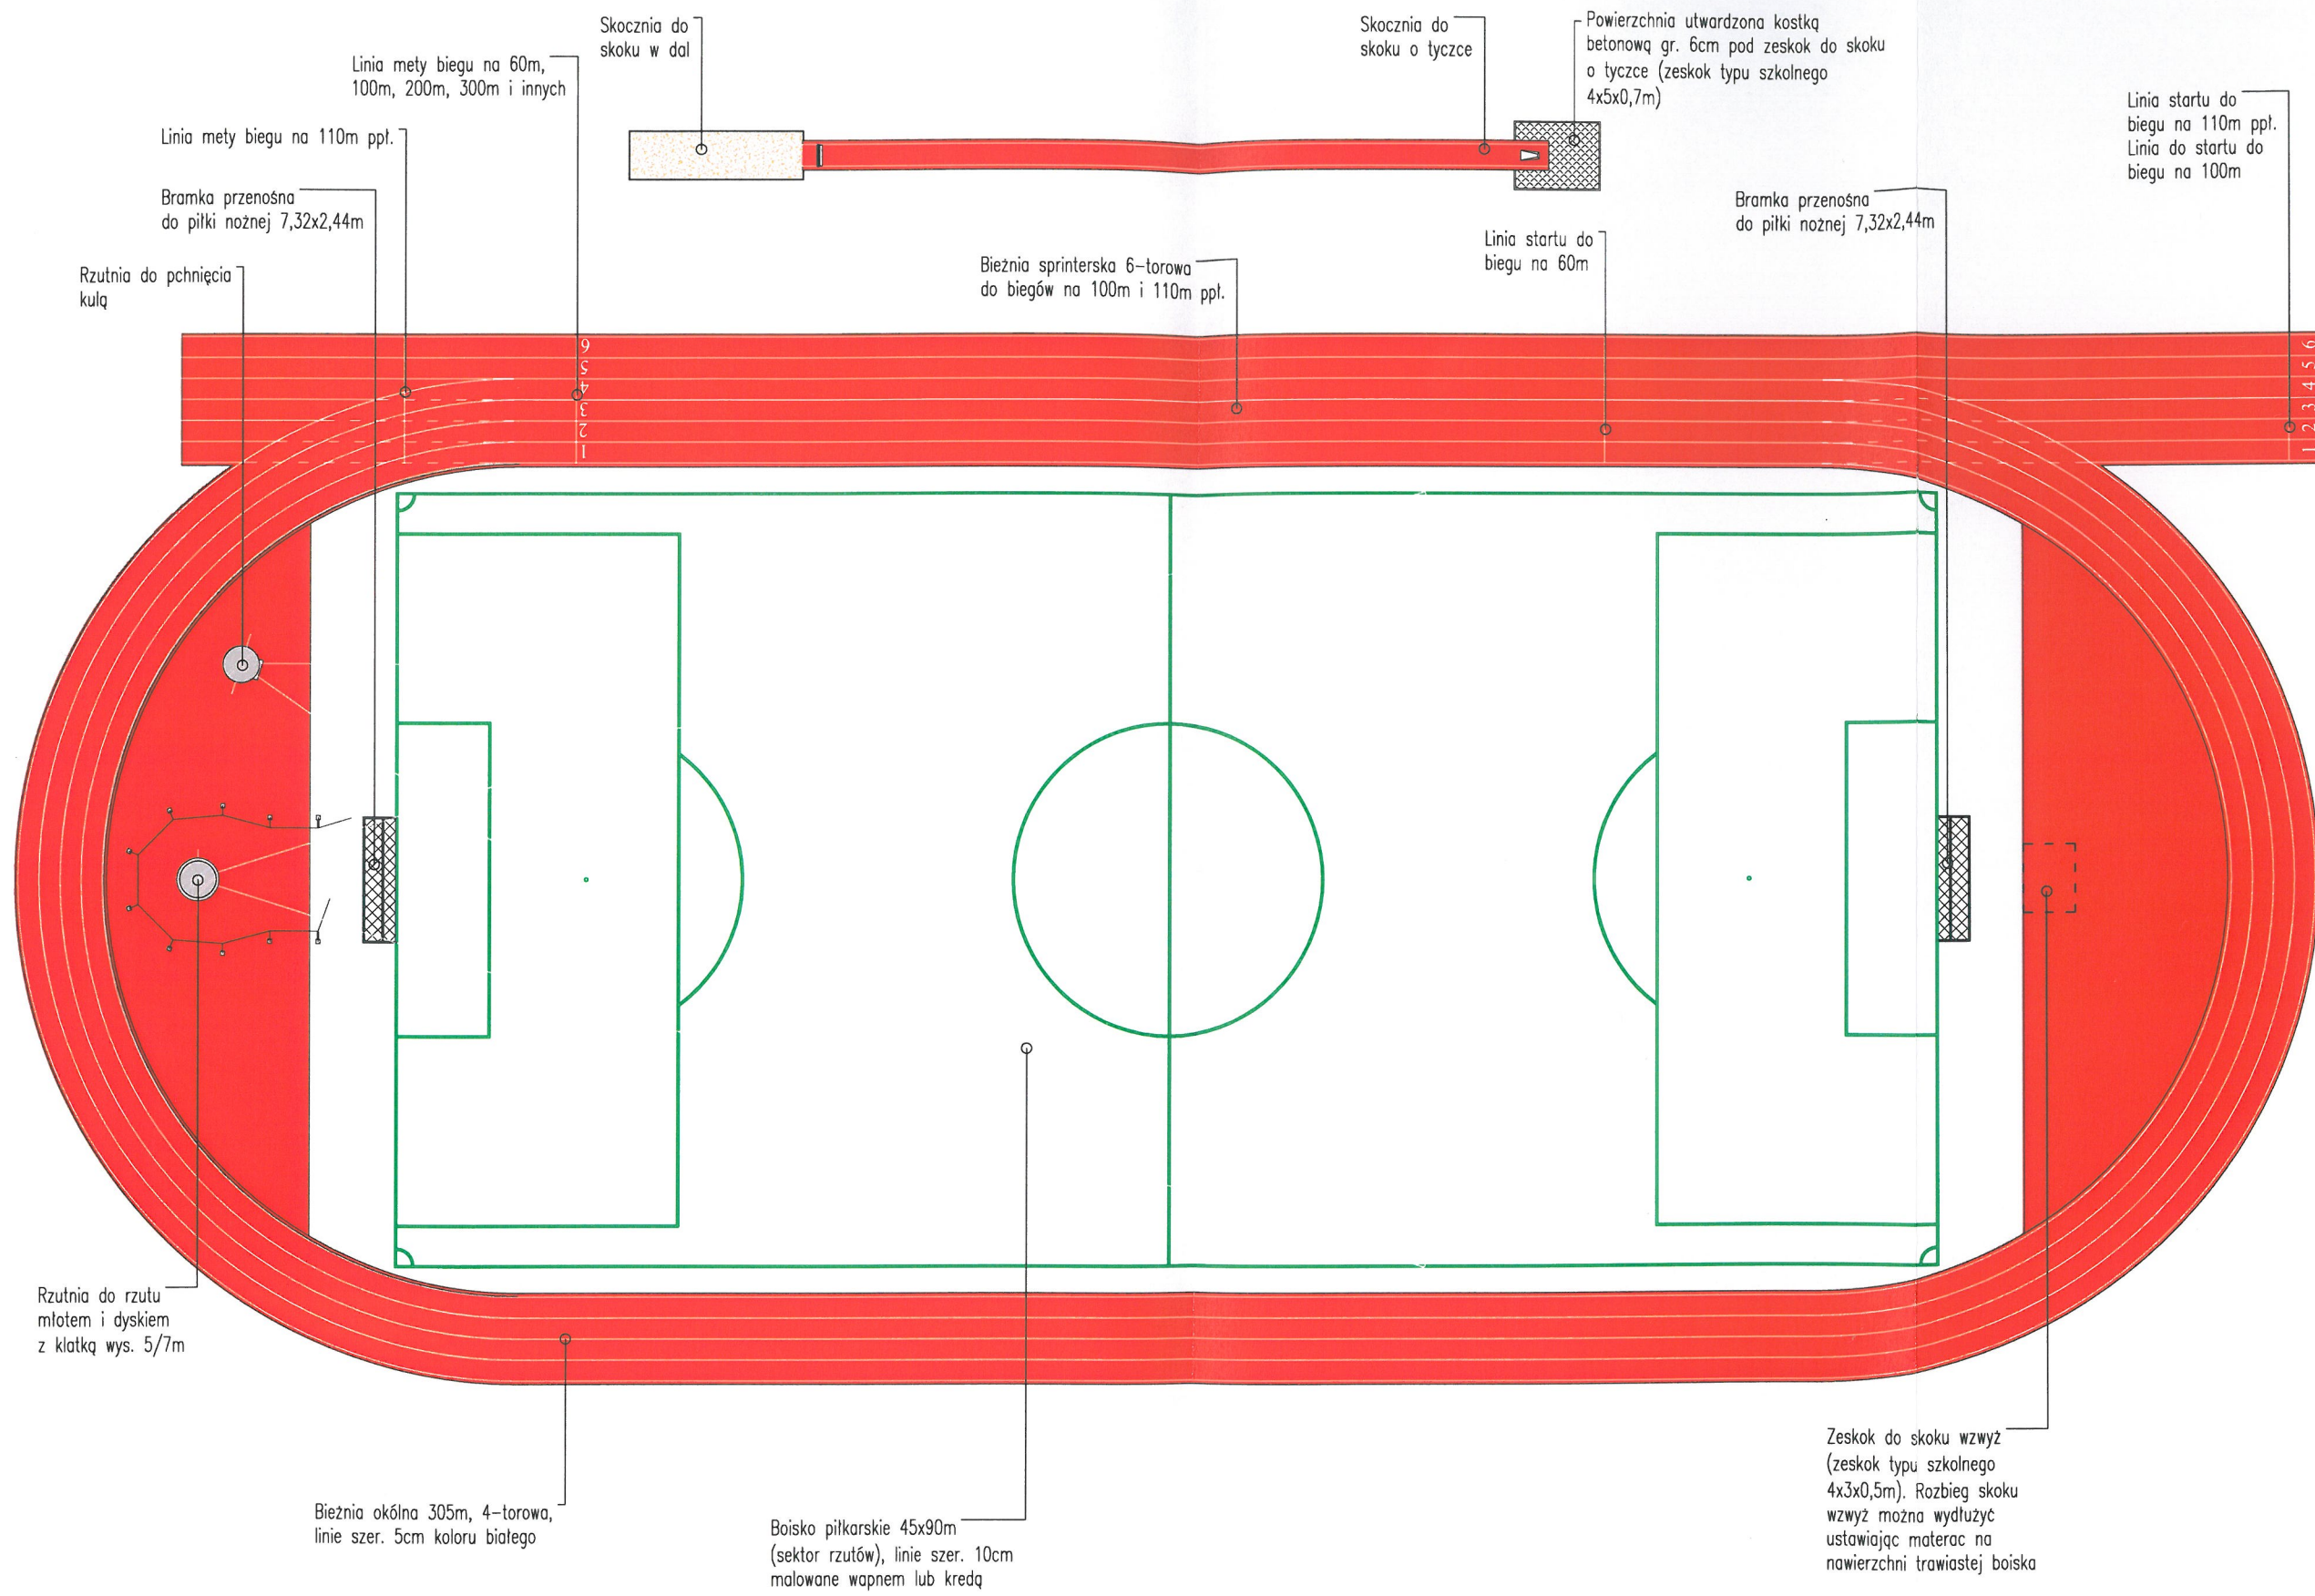 Skocznia do
skoku w dal
Skocznia do
skoku o tyczce
Powierzchnia utwardzona kostką
betonową gr. 6cm pod zeskok do skoku
o tyczce (zeskok typu szkolnego
4x5x0,7m)
Linia mety biegu na 60m,
100m, 200m, 300m i innych
Linia startu do
biegu na 110m ppł.
Linia do startu do
biegu na 100m
Linia mety biegu na 110m ppł.
Bramka przenośna
do piłki nożnej 7,32x2,44m
Bramka przenośna
do piłki nożnej 7,32x2,44m
Linia startu do
biegu na 60m
Bieżnia sprinterska 6-torowa
do biegów na 100m i 110m ppł.
Rzutnia do pchnięcia
kulą
6
5
4
3
2
1
6
5
4
3
2
1
Rzutnia do rzutu
młotem i dyskiem
z klatką wys. 5/7m
Bieżnia okólna 305m, 4-torowa,
linie szer. 5cm koloru białego
Boisko piłkarskie 45x90m
(sektor rzutów), linie szer. 10cm
malowane wapnem lub kredą
Zeskok do skoku wzwyż
(zeskok typu szkolnego
4x3x0,5m). Rozbieg skoku
wzwyż można wydłużyć
ustawiając materac na
nawierzchni trawiastej boiska